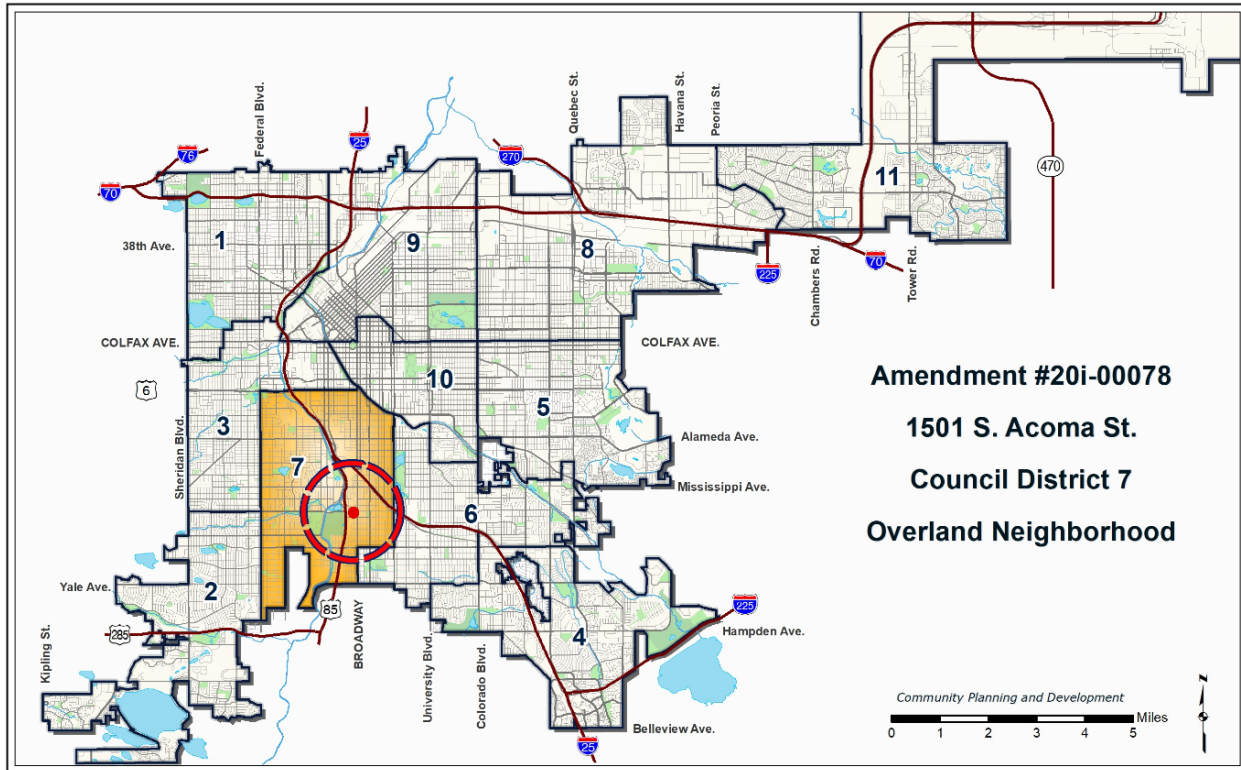 Federal Blvd.
25
Quebec St.
Havana St.
Peoria St.
76
270
70
11
470
1
9
8
38th Ave.
225
70
Chambers Rd.
Tower Rd.
COLFAX AVE.
COLFAX AVE.
6
10
5
3
Sheridan Blvd.
Alameda Ave.
7
Mississippi Ave.
6
Amendment #20i-00078
1501 S. Acoma St.
Council District 7
Overland Neighborhood
Yale Ave.
2
85
BROADWAY
285
Kipling St.
University Blvd.
Colorado Blvd.
4
225
Hampden Ave.
Belleview Ave.
25
Community Planning and Development
Miles
0 1 2 3 4 5
N